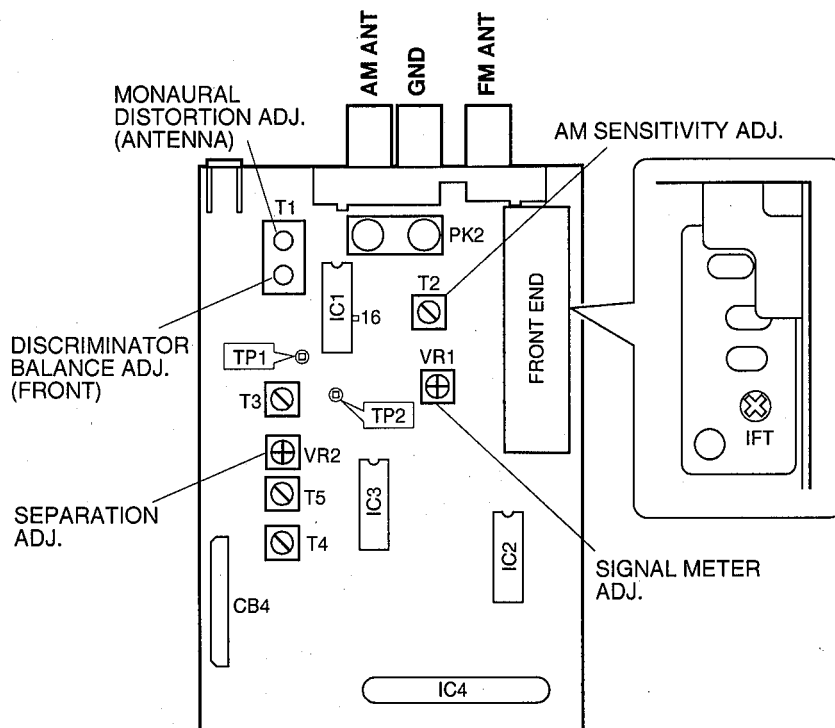 AM ANT
GND
FM ANT
MONAURAL
DISTORTION ADJ.
(ANTENNA)
AM SENSITIVITY ADJ.
T1
PK2
T2
IC1
16
FRONT END
DISCRIMINATOR
BALANCE ADJ.
(FRONT)
TP1
VR1
T3
TP2
IFT
VR2
SEPARATION
ADJ.
T5
IC3
T4
IC2
SIGNAL METER
ADJ.
CB4
IC4